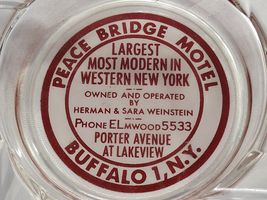 PEACE BRIDGE MOTEL
LARGEST
MOST MODERN IN
WESTERN NEW YORK
OWNED AND OPERATED
BY
HERMAN & SARA WEINSTEIN
PHONE ELMWOOD 5533
PORTER AVENUE
AT LAKEVIEW
BUFFALO 1, N.Y.